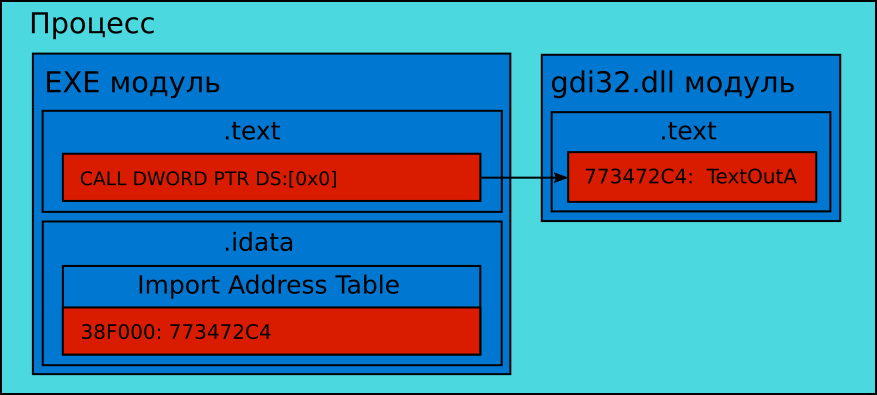 Процесс
EXE модуль
.text
CALL DWORD PTR DS:[0x0]
.idata
Import Address Table
38F000: 773472C4
gdi32.dll модуль
.text
773472C4: TextOutA